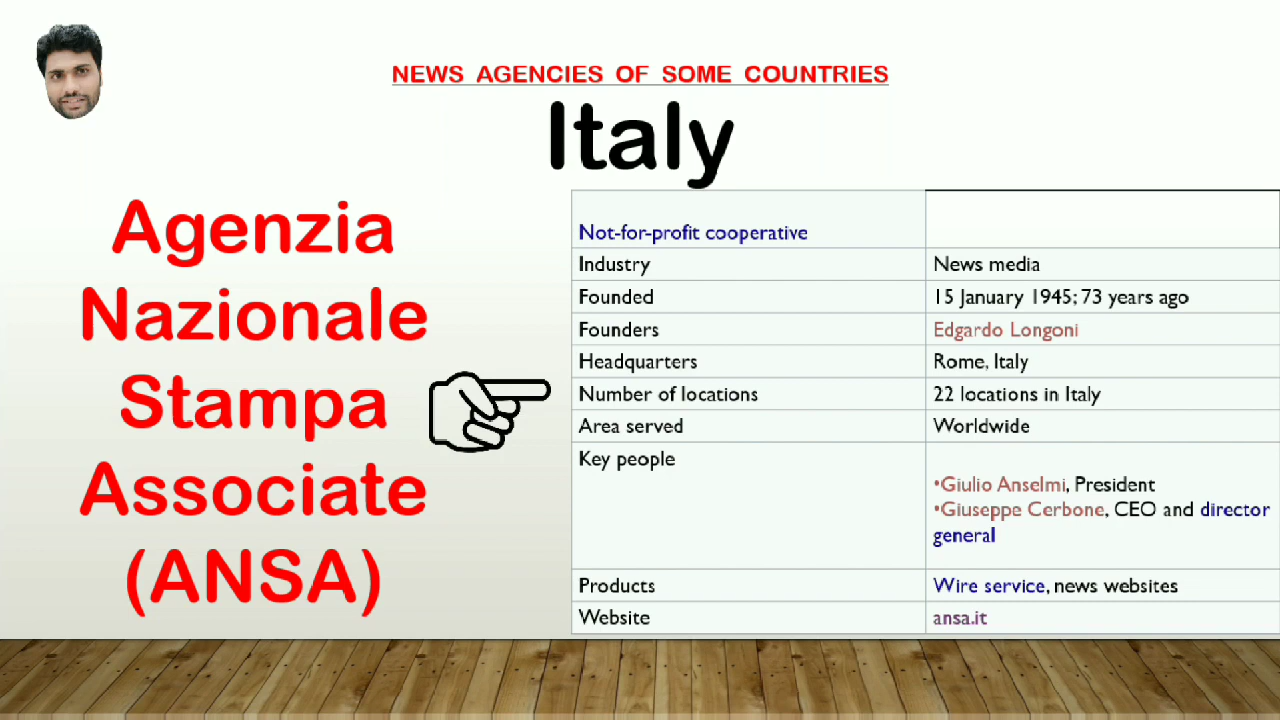 NEWS AGENCIES OF SOME COUNTRIES
Italy
Agenzia
Nazionale
Stampa
Associate
(ANSA)
Not-for-profit cooperative
Industry News media
Founded 15 January 1945; 73 years ago
Founders Edgardo Longoni
Headquarters Rome, Italy
Number of locations 22 locations in Italy
Area served Worldwide
Key people
•Giulio Anselmi, President
•Giuseppe Cerbone, CEO and director
general
Products Wire service, news websites
Website ansa.it